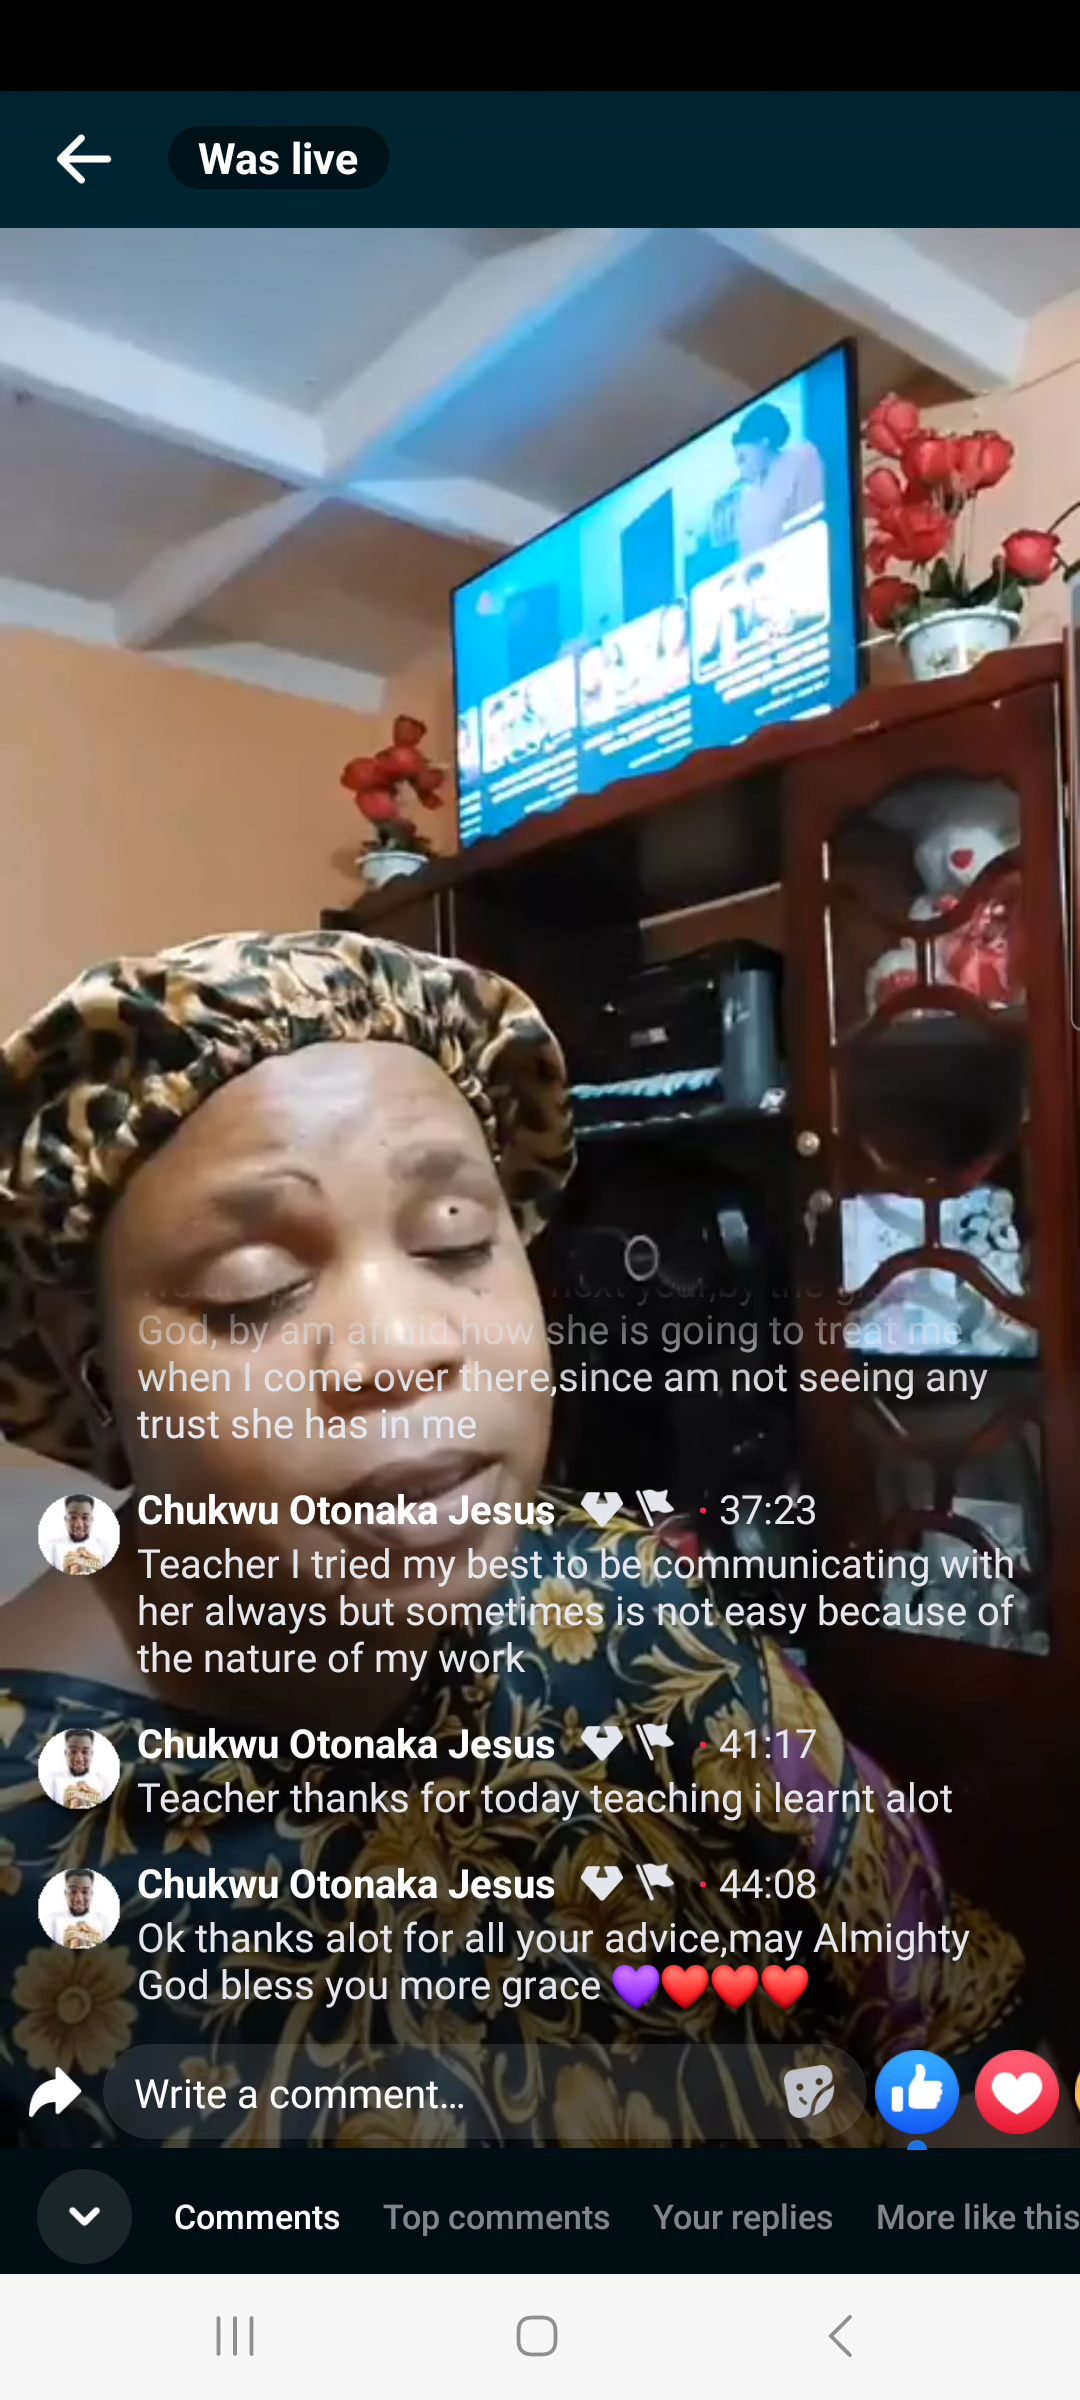 Was live
God, by am afraid how she is going to treat me
when I come over there,since am not seeing any
trust she has in me
Chukwu Otonaka Jesus · 37:23
Teacher I tried my best to be communicating with
her always but sometimes is not easy because of
the nature of my work
Chukwu Otonaka Jesus · 41:17
Teacher thanks for today teaching i learnt alot
Chukwu Otonaka Jesus · 44:08
Ok thanks alot for all your advice,may Almighty
God bless you more grace 💜❤️❤️❤️
Write a comment...
Comments Top comments Your replies More like this